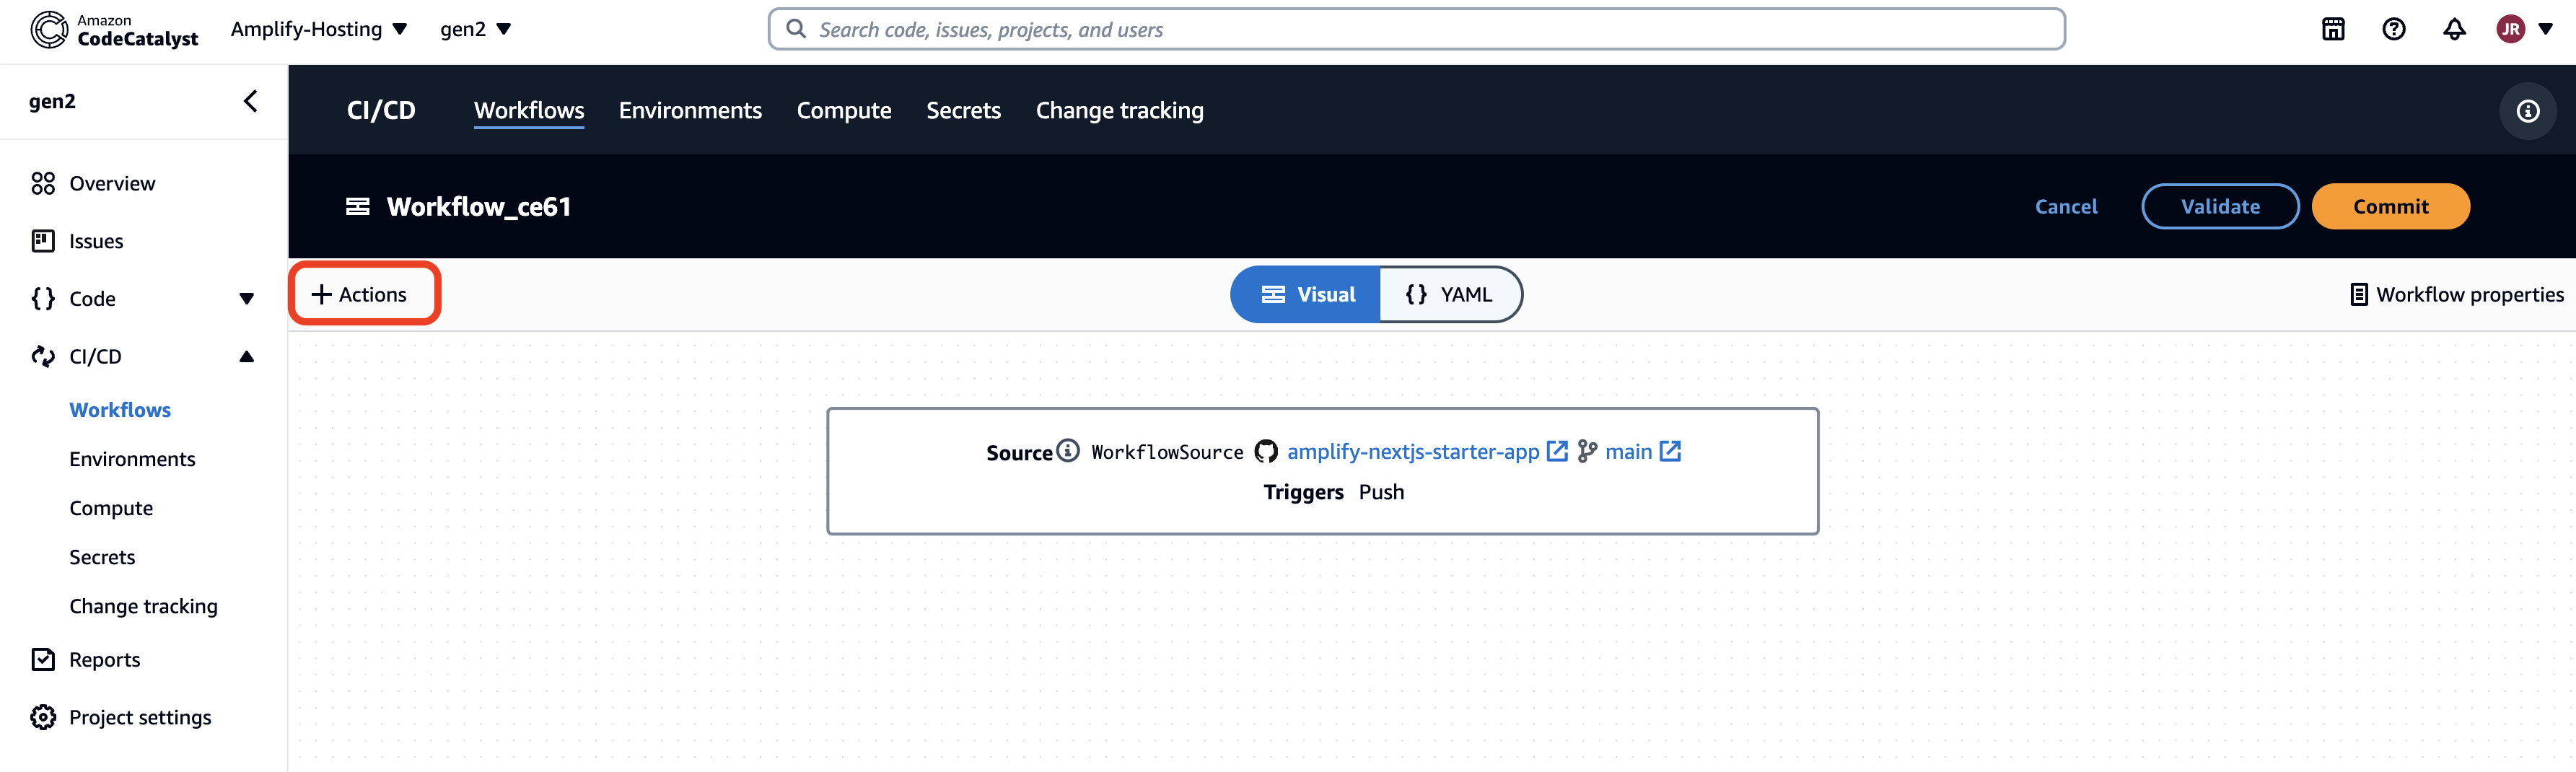 Amazon
CodeCatalyst
Amplify-Hosting
gen2
Search code, issues, projects, and users
JR
gen2
Overview
Issues
Code
CI/CD
Workflows
Environments
Compute
Secrets
Change tracking
Reports
Project settings
CI/CD Workflows Environments Compute Secrets Change tracking
Workflow_ce61
Cancel Validate Commit
Actions
Visual
YAML
Workflow properties
Source WorkflowSource amplify-nextjs-starter-app main
Triggers Push